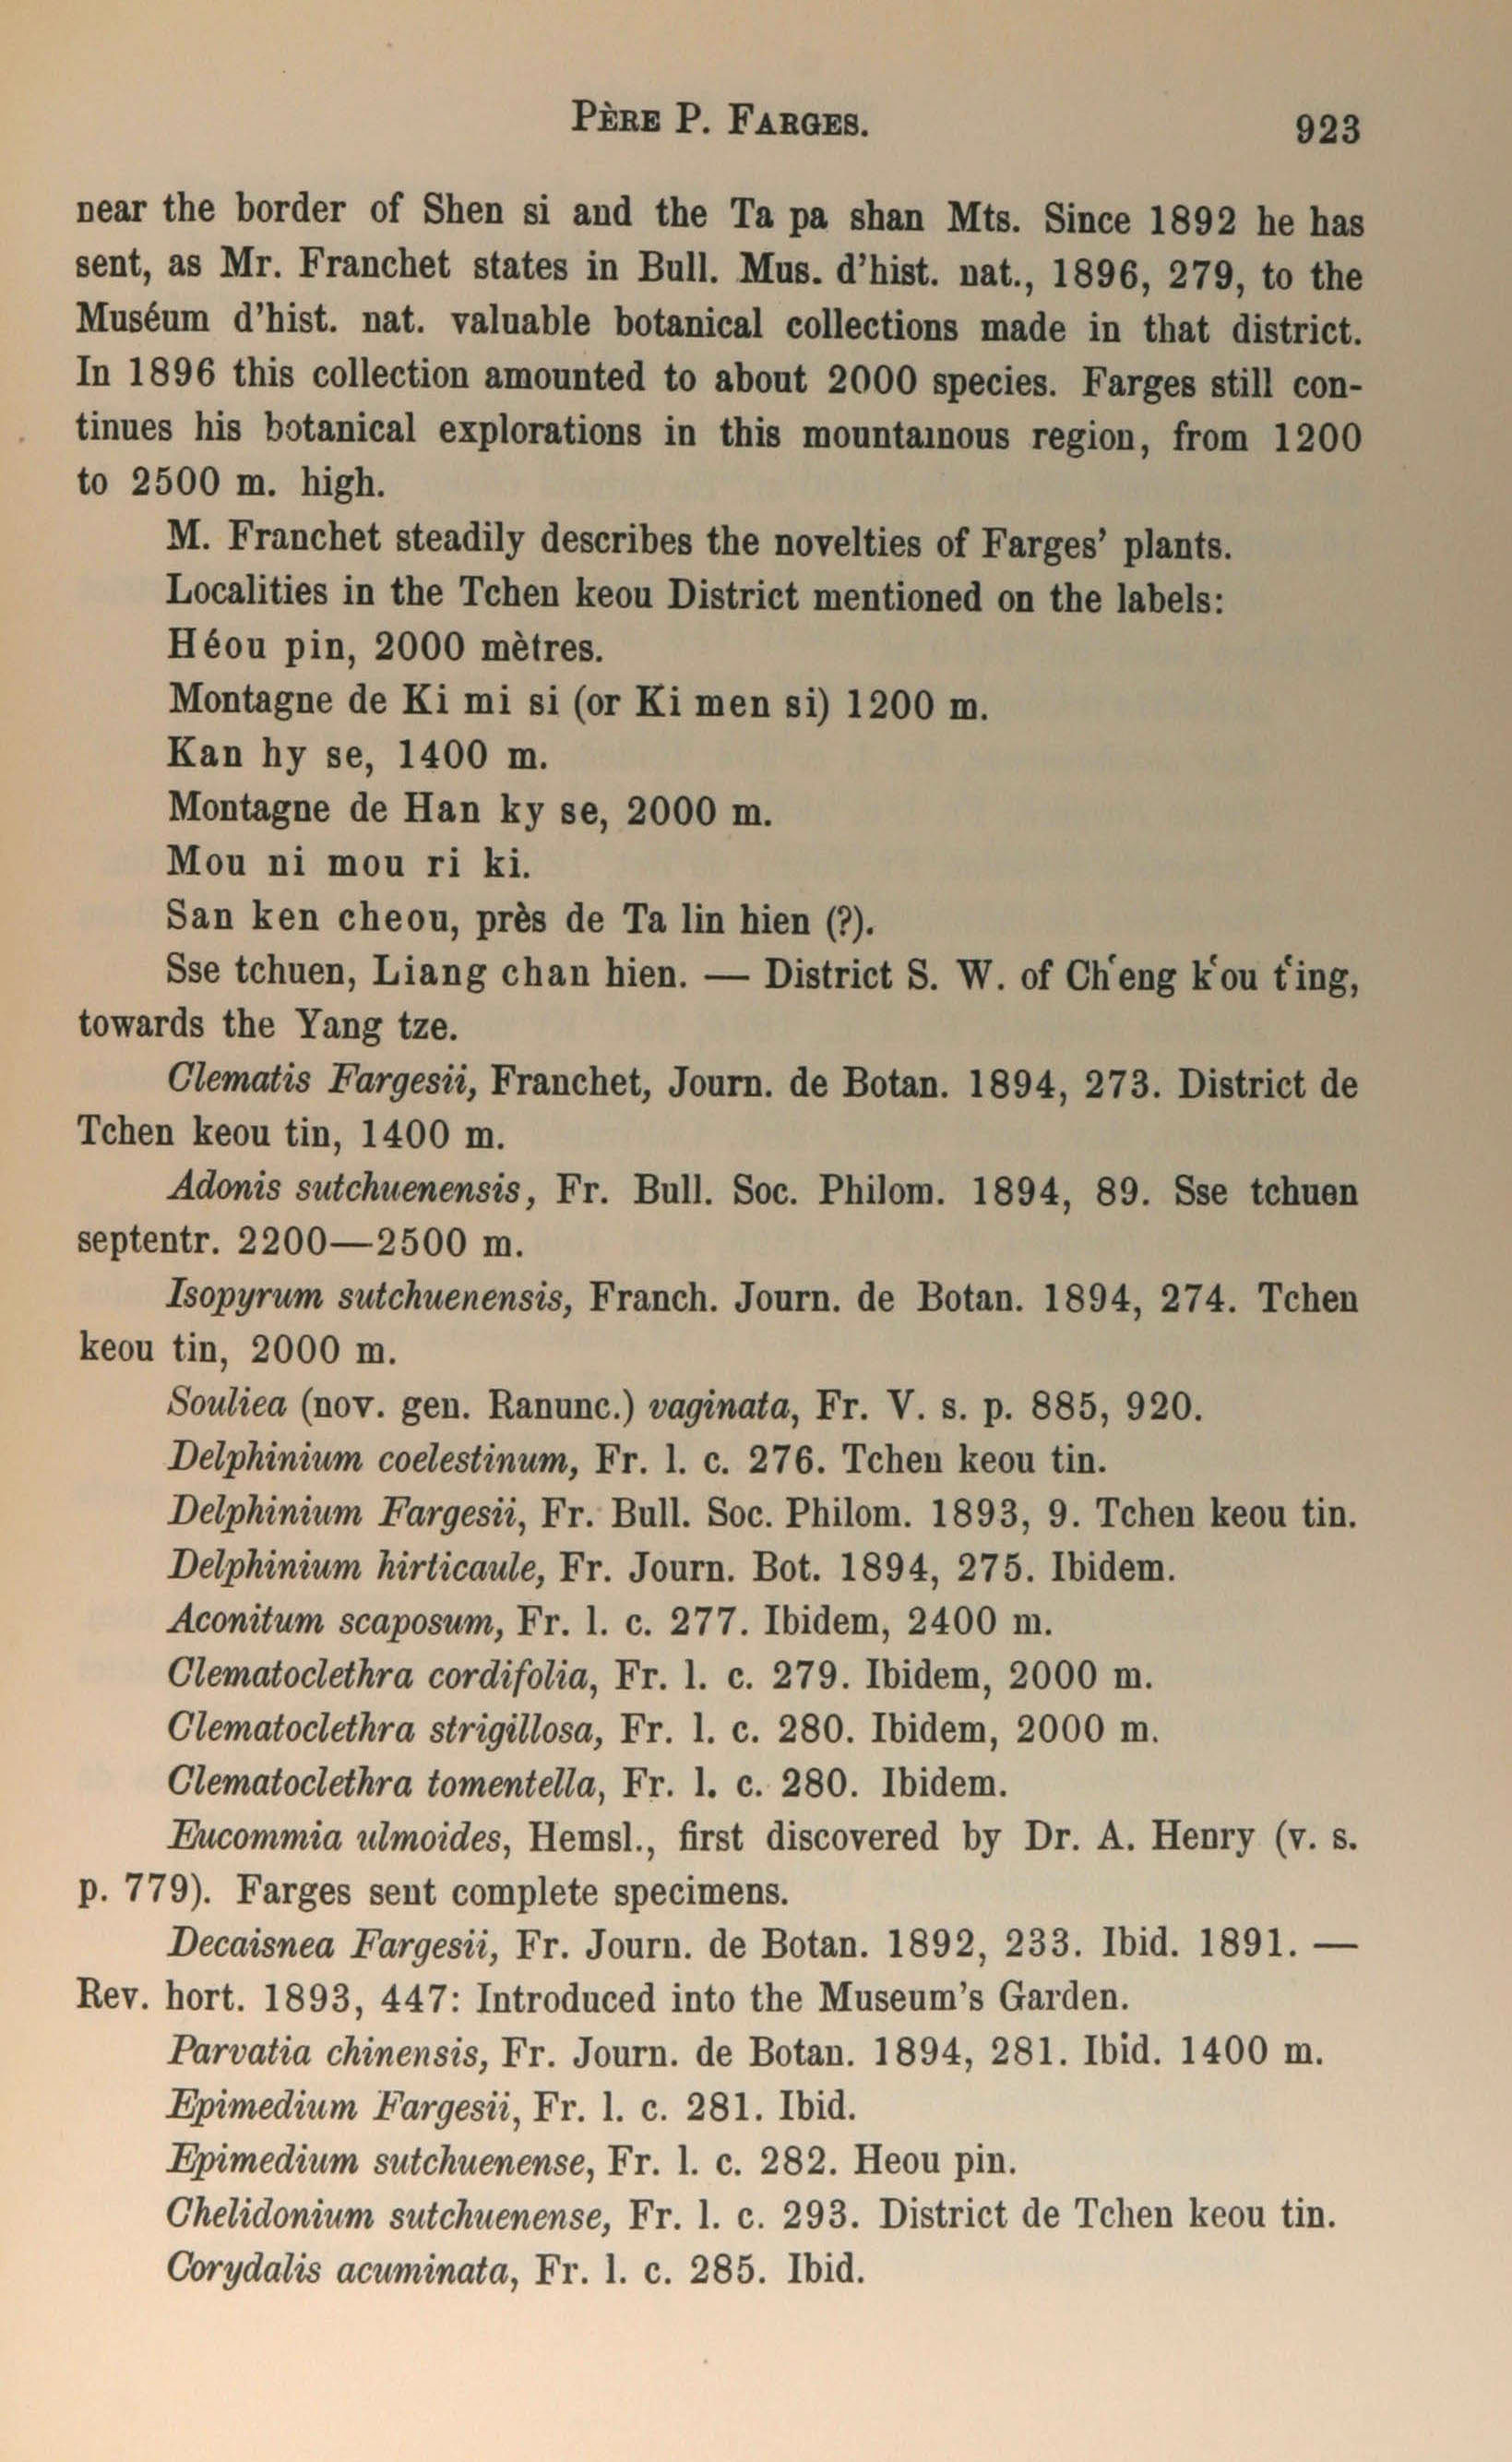 PÈRE P. FARGES. 923
near the border of Shen si and the Ta pa shan Mts. Since 1892 he has
sent, as Mr. Franchet states in Bull. Mus. d'hist. nat., 1896, 279, to the
Muséum d'hist. nat. valuable botanical collections made in that district.
In 1896 this collection amounted to about 2000 species. Farges still con-
tinues his botanical explorations in this mountainous region, from 1200
to 2500 m. high.
M. Franchet steadily describes the novelties of Farges' plants.
Localities in the Tchen keou District mentioned on the labels:
Héou pin, 2000 mètres.
Montagne de Ki mi si (or Ki men si) 1200 m.
Kan hy se, 1400 m.
Montagne de Han ky se, 2000 m.
Mou ni mou ri ki.
San ken cheou, près de Ta lin hien (?).
Sse tchuen, Liang chan hien. — District S. W. of Ch'eng k'ou t'ing,
towards the Yang tze.
Clematis Fargesii, Franchet, Journ. de Botan. 1894, 273. District de
Tchen keou tin, 1400 m.
Adonis sutchuenensis, Fr. Bull. Soc. Philom. 1894, 89. Sse tchuen
septentr. 2200—2500 m.
Isopyrum sutchuenensis, Franch. Journ. de Botan. 1894, 274. Tchen
keou tin, 2000 m.
Souliea (nov. gen. Ranunc.) vaginata, Fr. V. s. p. 885, 920.
Delphinium coelestinum, Fr. l. c. 276. Tchen keou tin.
Delphinium Fargesii, Fr. Bull. Soc. Philom. 1893, 9. Tchen keou tin.
Delphinium hirticaule, Fr. Journ. Bot. 1894, 275. Ibidem.
Aconitum scaposum, Fr. l. c. 277. Ibidem, 2400 m.
Clematoclethra cordifolia, Fr. l. c. 279. Ibidem, 2000 m.
Clematoclethra strigillosa, Fr. l. c. 280. Ibidem, 2000 m.
Clematoclethra tomentella, Fr. l. c. 280. Ibidem.
Eucommia ulmoides, Hemsl., first discovered by Dr. A. Henry (v. s.
p. 779). Farges sent complete specimens.
Decaisnea Fargesii, Fr. Journ. de Botan. 1892, 233. Ibid. 1891. —
Rev. hort. 1893, 447: Introduced into the Museum's Garden.
Parvatia chinensis, Fr. Journ. de Botan. 1894, 281. Ibid. 1400 m.
Epimedium Fargesii, Fr. l. c. 281. Ibid.
Epimedium sutchuenense, Fr. l. c. 282. Heou pin.
Chelidonium sutchuenense, Fr. l. c. 293. District de Tchen keou tin.
Corydalis acuminata, Fr. l. c. 285. Ibid.